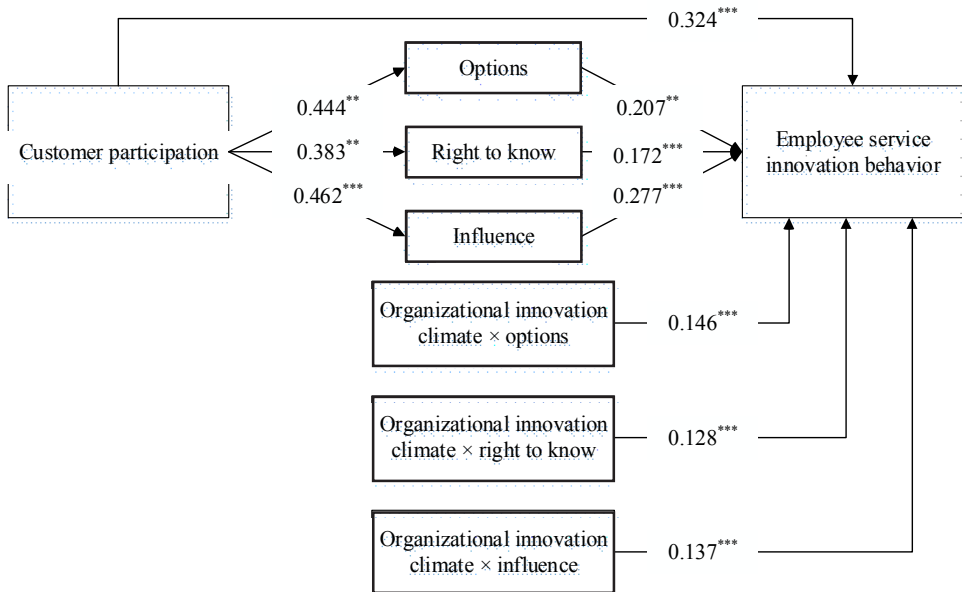 0.324***
Options
0.444**
0.207**
Customer participation
0.383**
Right to know
0.172***
Employee service
innovation behavior
0.462***
0.277***
Influence
Organizational innovation
climate × options
0.146***
Organizational innovation
climate × right to know
0.128***
Organizational innovation
climate × influence
0.137***